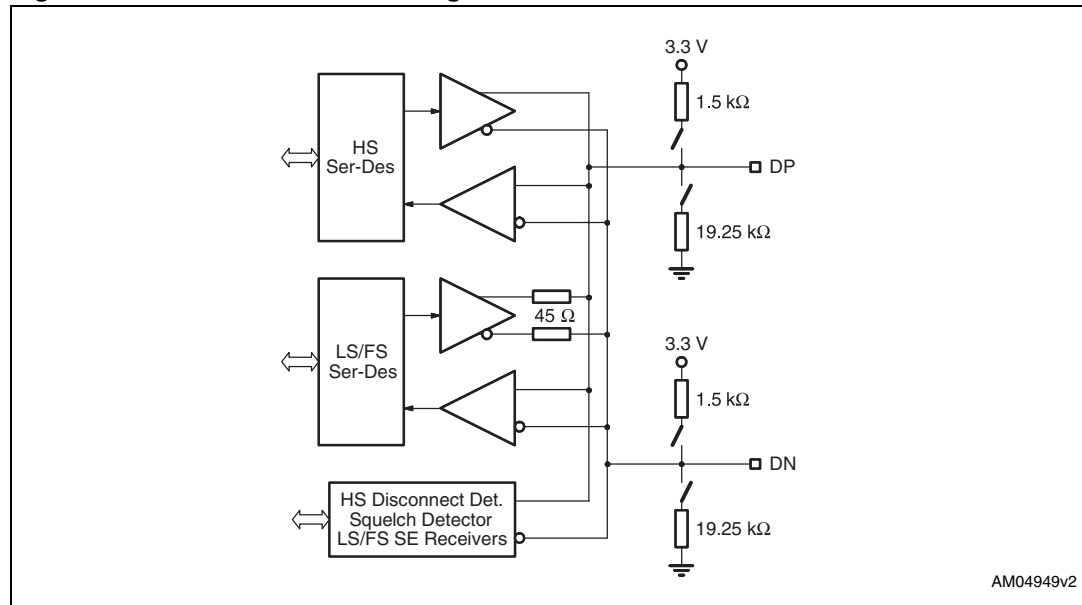 3.3 V
1.5 kΩ
HS
Ser-Des
DP
19.25 kΩ
45 Ω
LS/FS
Ser-Des
3.3 V
1.5 kΩ
DN
HS Disconnect Det.
Squelch Detector
LS/FS SE Receivers
19.25 kΩ
AM04949v2